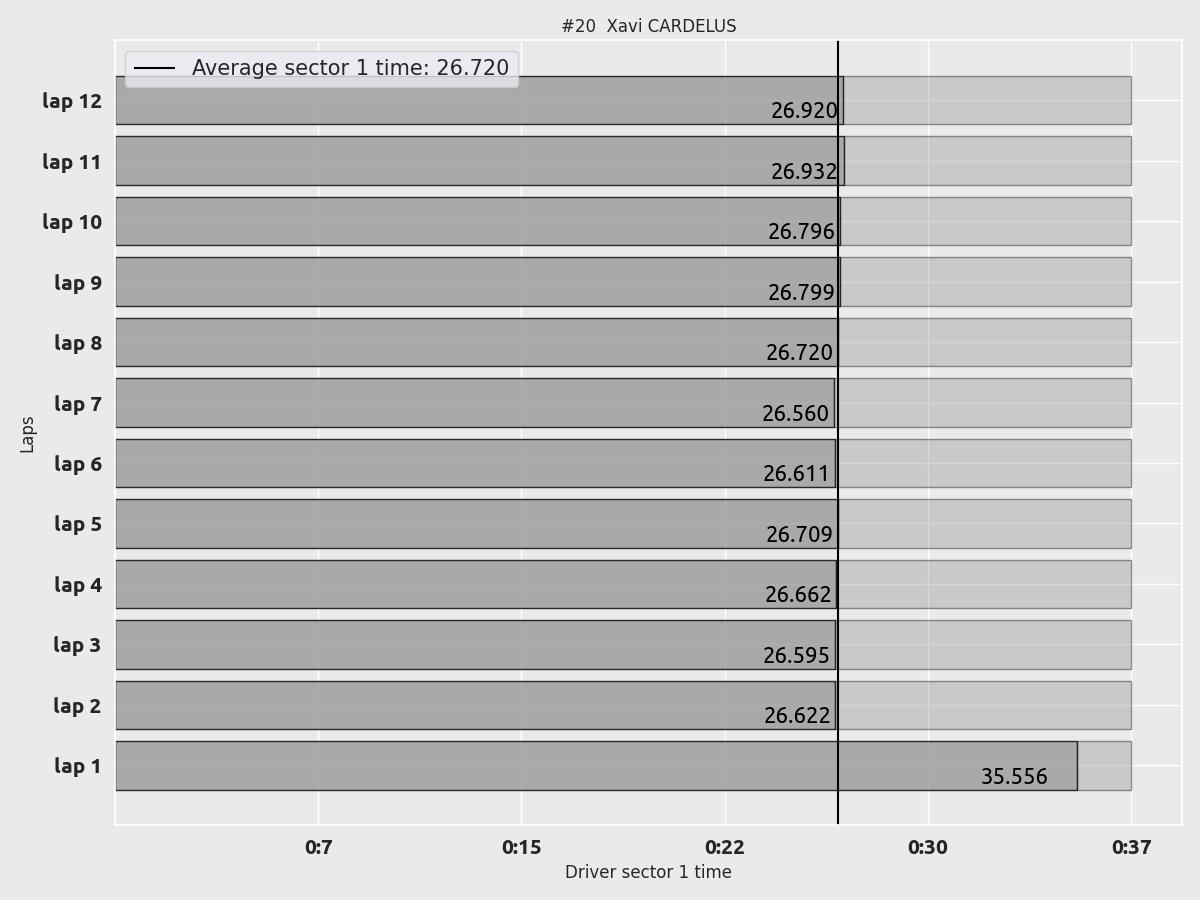 #20  Xavi CARDELUS
Average sector 1 time: 26.720
lap 12
26.920
lap 11
26.932
lap 10
26.796
lap 9
26.799
lap 8
26.720
lap 7
26.560
lap 6
26.611
lap 5
26.709
lap 4
26.662
lap 3
26.595
lap 2
26.622
lap 1
35.556
Laps
0:7 0:15 0:22 0:30 0:37
Driver sector 1 time